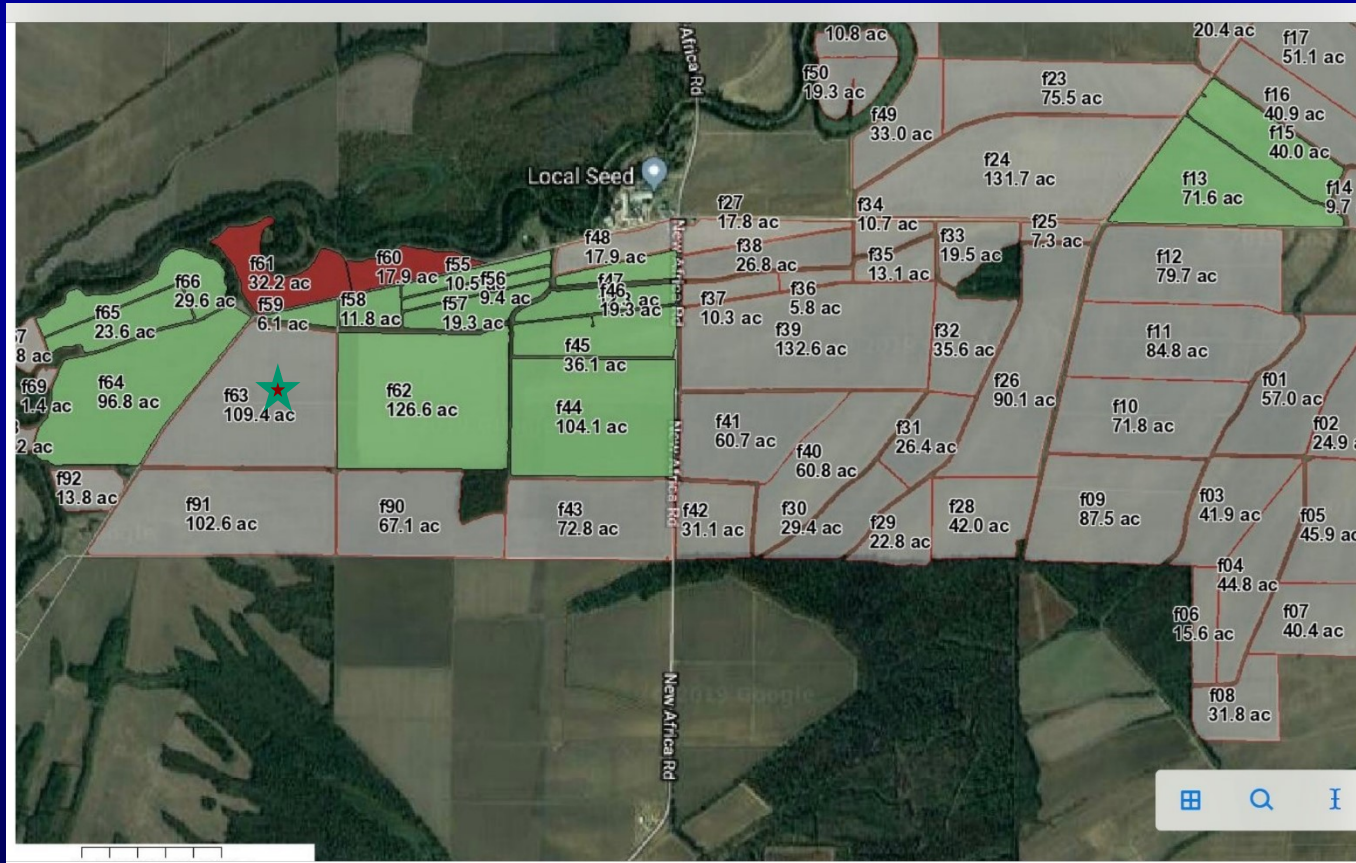 10.8 ac
Africa Rd
20.4 ac
f17
51.1 ac
f50
19.3 ac
f23
75.5 ac
f16
40.9 ac
f49
33.0 ac
f15
40.0 ac
f24
131.7 ac
Local Seed
f13
71.6 ac
f14
9.7
f27
17.8 ac
f34
10.7 ac
f25
7.3 ac
f48
17.9 ac
f38
26.8 ac
f33
19.5 ac
f35
13.1 ac
f12
79.7 ac
f61
32.2 ac
f60
17.9 ac
f55
10.5
f56
9.4 ac
f66
29.6 ac
f47
f46
19.3 ac
f37
10.3 ac
f36
5.8 ac
New Africa Rd
f59
6.1 ac
f58
11.8 ac
f57
19.3 ac
f65
23.6 ac
f39
132.6 ac
f32
35.6 ac
f11
84.8 ac
8 ac
f45
36.1 ac
f69
1.4 ac
f64
96.8 ac
f63
109.4 ac
f62
126.6 ac
f44
104.1 ac
f26
90.1 ac
f01
57.0 ac
f10
71.8 ac
f41
60.7 ac
f31
26.4 ac
f02
24.9
2 ac
f40
60.8 ac
New Africa Rd
f92
13.8 ac
f91
102.6 ac
f90
67.1 ac
f43
72.8 ac
f42
31.1 ac
f30
29.4 ac
f29
22.8 ac
f28
42.0 ac
f09
87.5 ac
f03
41.9 ac
f05
45.9 ac
f04
44.8 ac
f06
15.6 ac
f07
40.4 ac
f08
31.8 ac
New Africa Rd
2019 Google